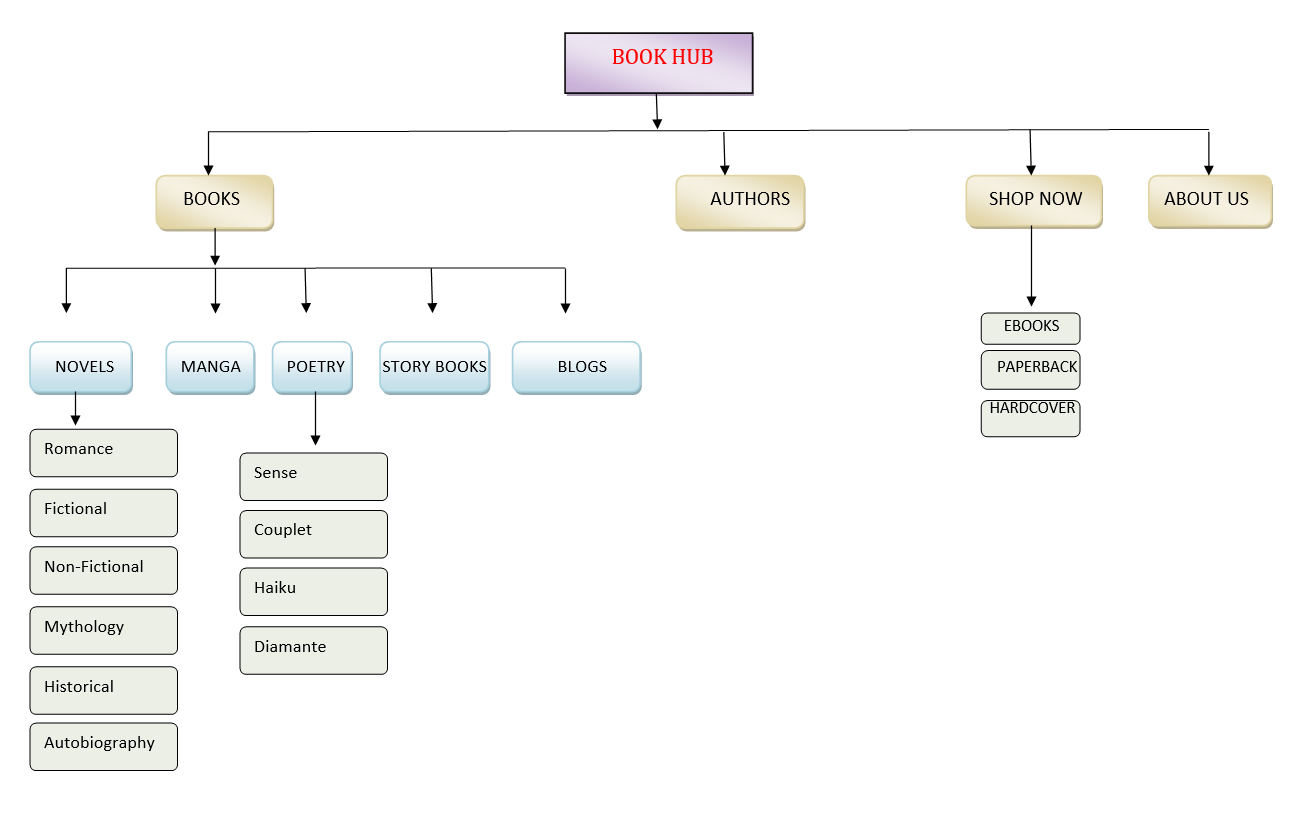 BOOK HUB
BOOKS
AUTHORS
SHOP NOW
ABOUT US
EBOOKS
PAPERBACK
HARDCOVER
NOVELS
MANGA
POETRY
STORY BOOKS
BLOGS
Romance
Fictional
Non-Fictional
Mythology
Historical
Autobiography
Sense
Couplet
Haiku
Diamante